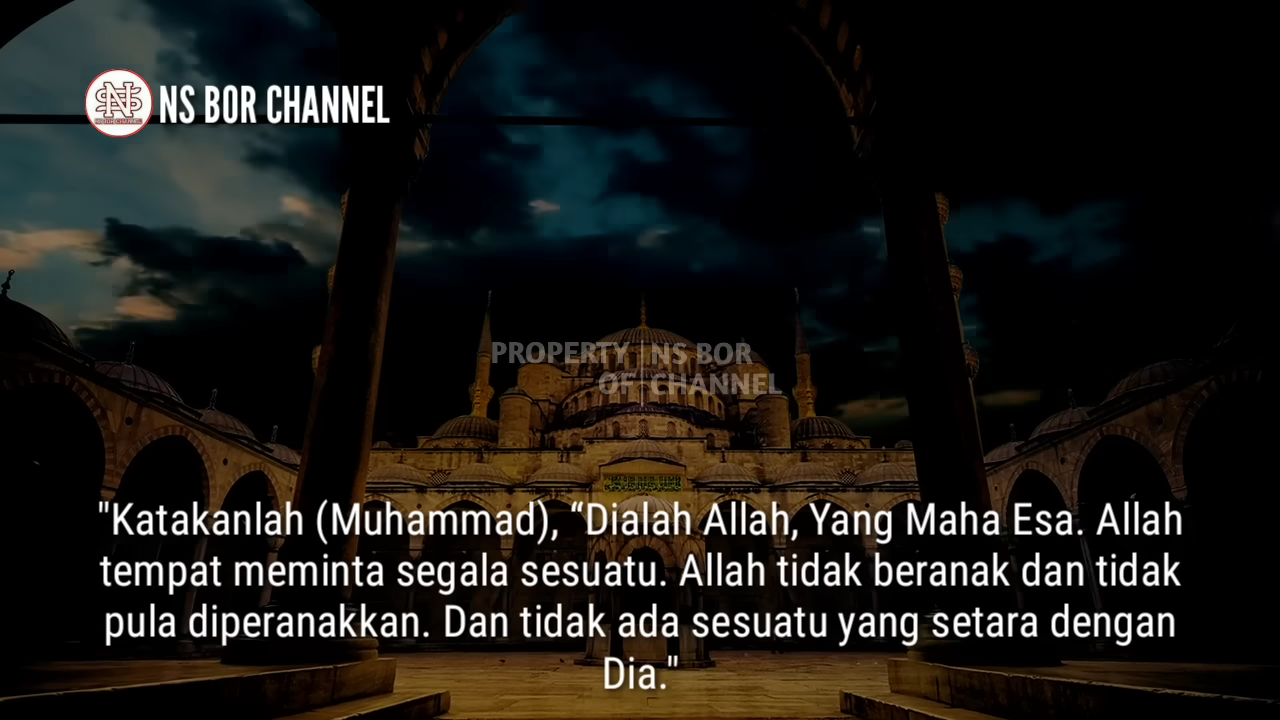 NS BOR CHANNEL
PROPERTY NS BOR
OF CHANNEL
"Katakanlah (Muhammad), “Dialah Allah, Yang Maha Esa. Allah
tempat meminta segala sesuatu. Allah tidak beranak dan tidak
pula diperanakkan. Dan tidak ada sesuatu yang setara dengan
Dia."